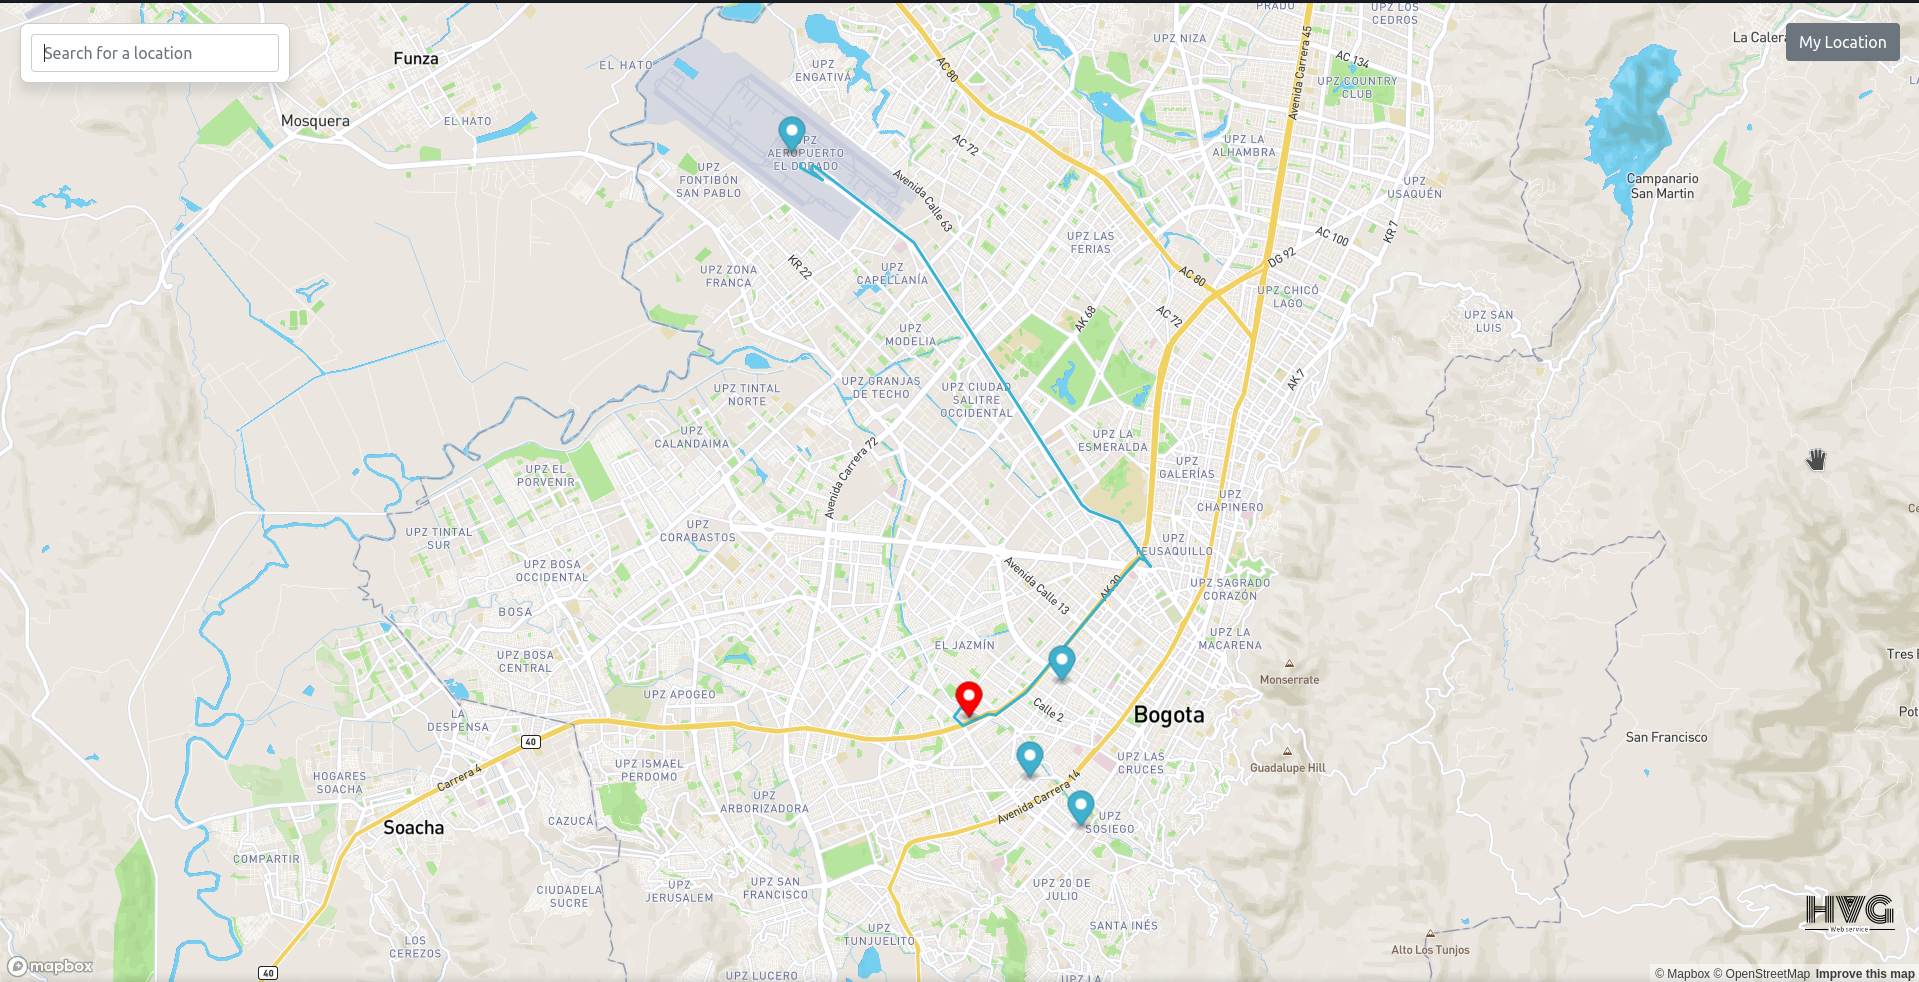 Search for a location
My Location
PRADO
UPZ LOS
CEDROS
La Calera
Funza
EL HATO
UPZ
ENGATIVÁ
AC 80
UPZ NIZA
Avenida Carrera 45
AC 134
UPZ COUNTRY
CLUB
Mosquera
EL HATO
UPZ
AEROPUERTO
EL DORADO
AC 72
UPZ LA
ALHAMBRA
UPZ
FONTIBÓN
SAN PABLO
Avenida Calle 63
UPZ
USAQUÉN
Campanario
San Martin
UPZ LAS
FERIAS
AC 100
KR 7
KR 22
UPZ ZONA
FRANCA
UPZ
CAPELLANÍA
AC 80
DG 92
UPZ CHICÓ
LAGO
UPZ
MODELIA
AK 68
AC 72
UPZ SAN
LUIS
UPZ TINTAL
NORTE
UPZ GRANJAS
DE TECHO
UPZ CIUDAD
SALITRE
OCCIDENTAL
AK 7
UPZ
CALANDAIMA
Avenida Carrera 72
UPZ LA
ESMERALDA
UPZ EL
PORVENIR
UPZ
GALERÍAS
UPZ
CHAPINERO
UPZ TINTAL
SUR
UPZ
CORABASTOS
UPZ
TEUSAQUILLO
UPZ BOSA
OCCIDENTAL
Avenida Calle 13
AK 30
UPZ SAGRADO
CORAZÓN
BOSA
EL JAZMÍN
UPZ LA
MACARENA
UPZ BOSA
CENTRAL
Monserrate
UPZ APOGEO
Calle 2
Bogota
LA
DESPENSA
40
San Francisco
UPZ ISMAEL
PERDOMO
UPZ LAS
CRUCES
Guadalupe Hill
HOGARES
SOACHA
Carrera 4
UPZ
ARBORIZADORA
Avenida Carrera 14
Soacha
CAZUCÁ
UPZ
SOSIEGO
COMPARTIR
CIUDADELA
SUCRE
UPZ
JERUSALEM
UPZ SAN
FRANCISCO
UPZ 20 DE
JULIO
SANTA INÉS
LOS
CEREZOS
UPZ
TUNJUELITO
Alto Los Tunjos
HVG
Web service
40
UPZ LUCERO
UPZ LA
mapbox
© Mapbox © OpenStreetMap Improve this map